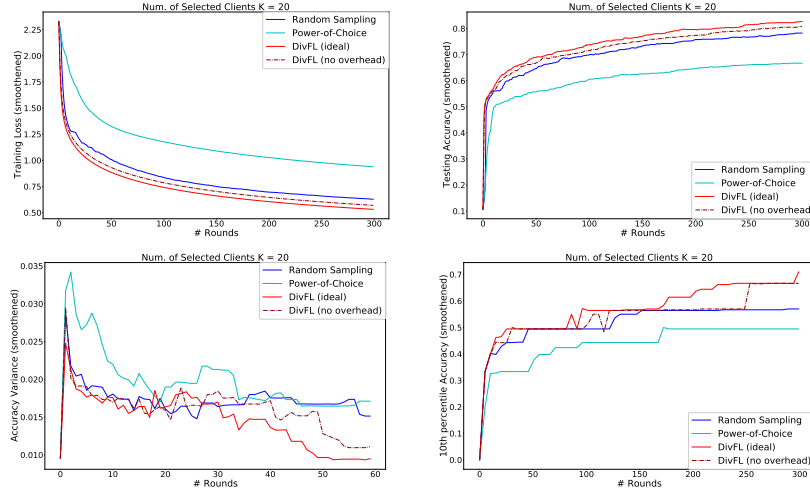 Num. of Selected Clients K = 20
Training Loss (smoothened)
2.25
2.00
1.75
1.50
1.25
1.00
0.75
0.50
0 50 100 150 200 250 300
# Rounds
Random Sampling
Power-of-Choice
DivFL (ideal)
DivFL (no overhead)
Num. of Selected Clients K = 20
Testing Accuracy (smoothened)
0.8
0.7
0.6
0.5
0.4
0.3
0.2
0.1
0 50 100 150 200 250 300
# Rounds
Random Sampling
Power-of-Choice
DivFL (ideal)
DivFL (no overhead)
Num. of Selected Clients K = 20
Accuracy Variance (smoothened)
0.035
0.030
0.025
0.020
0.015
0.010
0 10 20 30 40 50 60
# Rounds
Random Sampling
Power-of-Choice
DivFL (ideal)
DivFL (no overhead)
Num. of Selected Clients K = 20
10th percentile Accuracy (smoothened)
0.7
0.6
0.5
0.4
0.3
0.2
0.1
0.0
0 50 100 150 200 250 300
# Rounds
Random Sampling
Power-of-Choice
DivFL (ideal)
DivFL (no overhead)